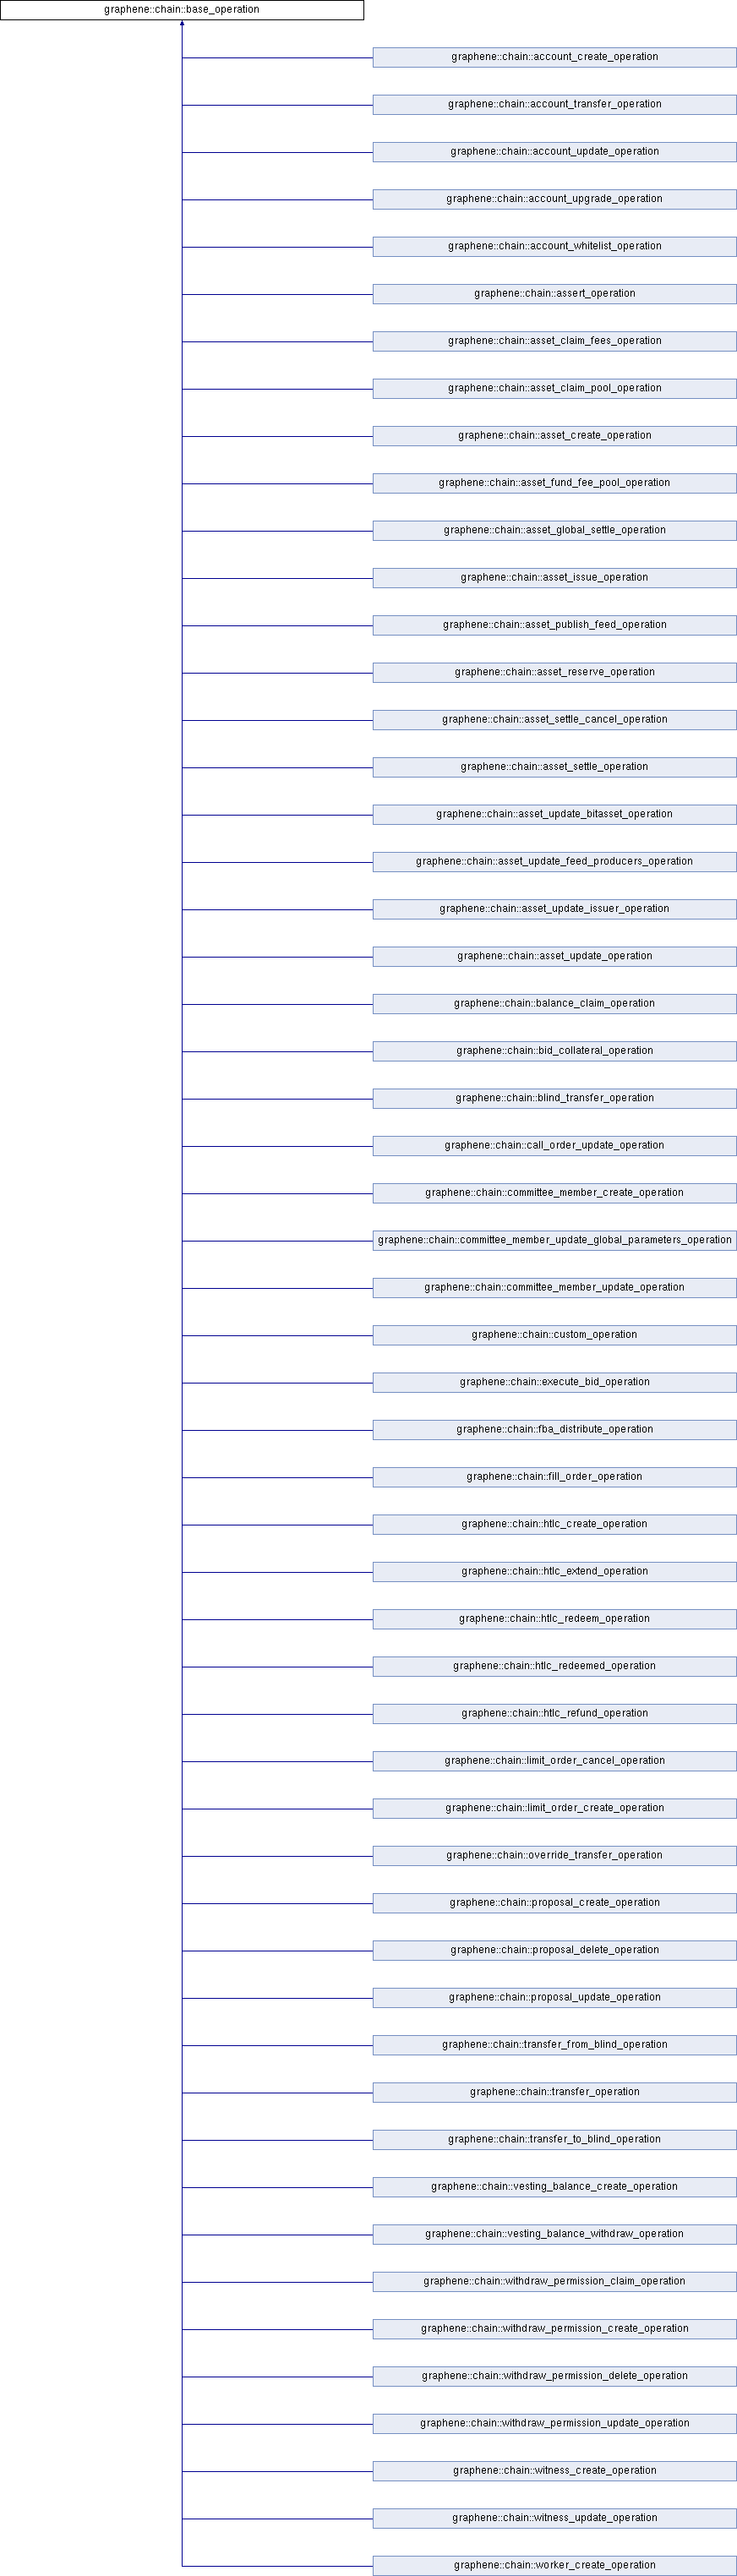 graphene::chain::base_operation
graphene::chain::account_create_operation
graphene::chain::account_transfer_operation
graphene::chain::account_update_operation
graphene::chain::account_upgrade_operation
graphene::chain::account_whitelist_operation
graphene::chain::assert_operation
graphene::chain::asset_claim_fees_operation
graphene::chain::asset_claim_pool_operation
graphene::chain::asset_create_operation
graphene::chain::asset_fund_fee_pool_operation
graphene::chain::asset_global_settle_operation
graphene::chain::asset_issue_operation
graphene::chain::asset_publish_feed_operation
graphene::chain::asset_reserve_operation
graphene::chain::asset_settle_cancel_operation
graphene::chain::asset_settle_operation
graphene::chain::asset_update_bitasset_operation
graphene::chain::asset_update_feed_producers_operation
graphene::chain::asset_update_issuer_operation
graphene::chain::asset_update_operation
graphene::chain::balance_claim_operation
graphene::chain::bid_collateral_operation
graphene::chain::blind_transfer_operation
graphene::chain::call_order_update_operation
graphene::chain::committee_member_create_operation
graphene::chain::committee_member_update_global_parameters_operation
graphene::chain::committee_member_update_operation
graphene::chain::custom_operation
graphene::chain::execute_bid_operation
graphene::chain::fba_distribute_operation
graphene::chain::fill_order_operation
graphene::chain::htlc_create_operation
graphene::chain::htlc_extend_operation
graphene::chain::htlc_redeem_operation
graphene::chain::htlc_redeemed_operation
graphene::chain::htlc_refund_operation
graphene::chain::limit_order_cancel_operation
graphene::chain::limit_order_create_operation
graphene::chain::override_transfer_operation
graphene::chain::proposal_create_operation
graphene::chain::proposal_delete_operation
graphene::chain::proposal_update_operation
graphene::chain::transfer_from_blind_operation
graphene::chain::transfer_operation
graphene::chain::transfer_to_blind_operation
graphene::chain::vesting_balance_create_operation
graphene::chain::vesting_balance_withdraw_operation
graphene::chain::withdraw_permission_claim_operation
graphene::chain::withdraw_permission_create_operation
graphene::chain::withdraw_permission_delete_operation
graphene::chain::withdraw_permission_update_operation
graphene::chain::witness_create_operation
graphene::chain::witness_update_operation
graphene::chain::worker_create_operation